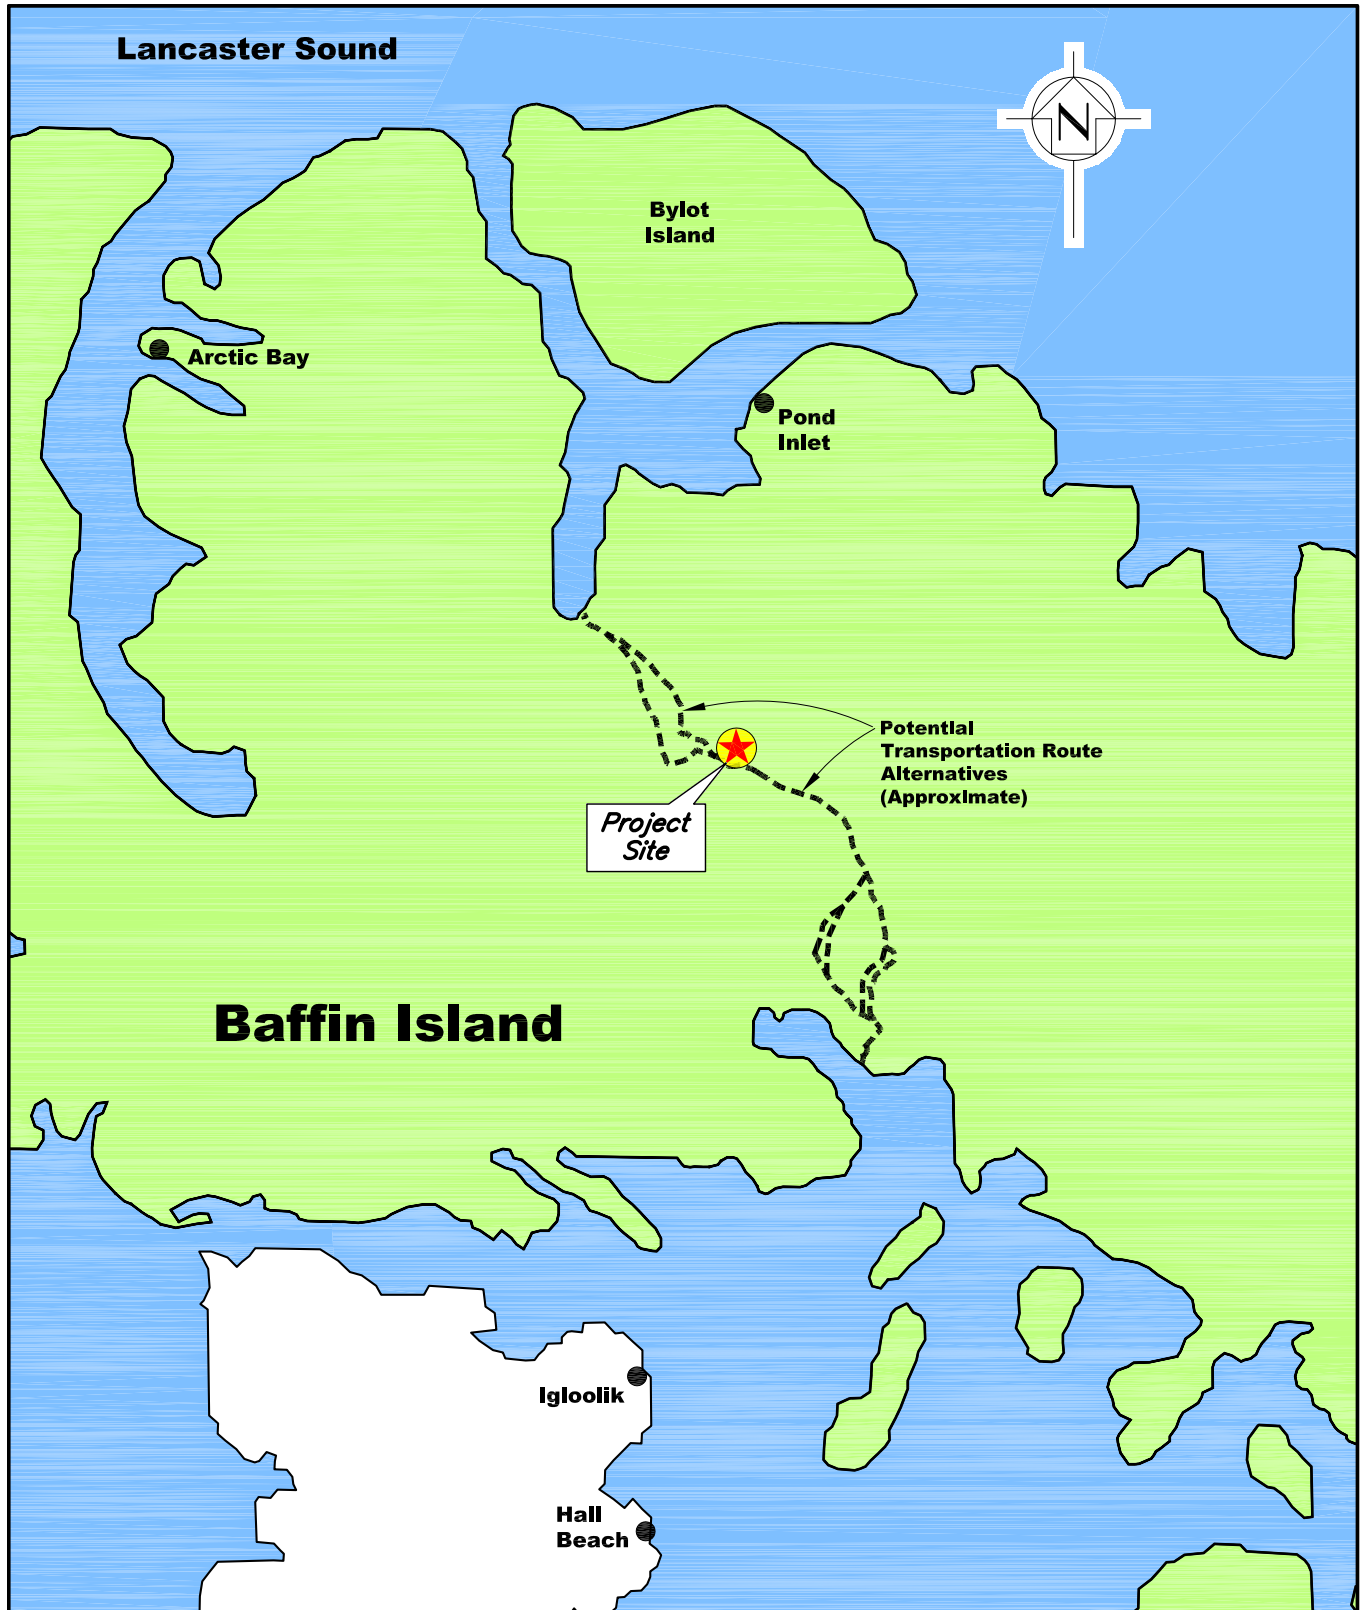 Lancaster Sound
N
Bylot
Island
Arctic Bay
Pond
Inlet
Potential
Transportation Route
Alternatives
(Approximate)
Project
Site
Baffin Island
Igloolik
Hall
Beach